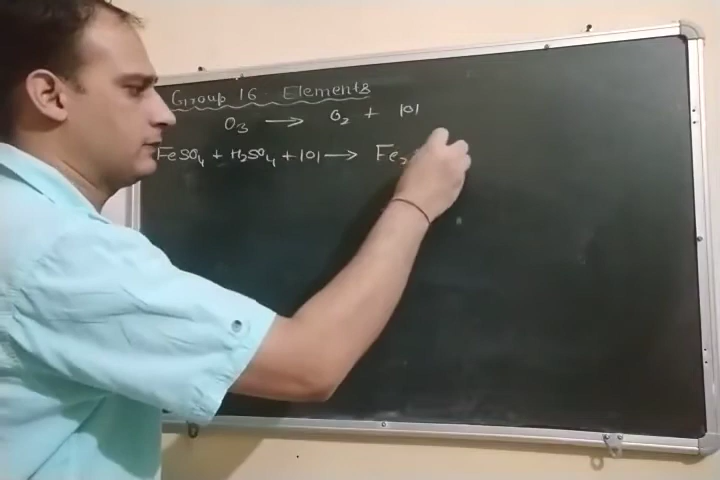 Group 16 Elements
O₃ ⟶ O₂ + |O|
FeSO₄ + H₂SO₄ + |O| ⟶ Fe₂